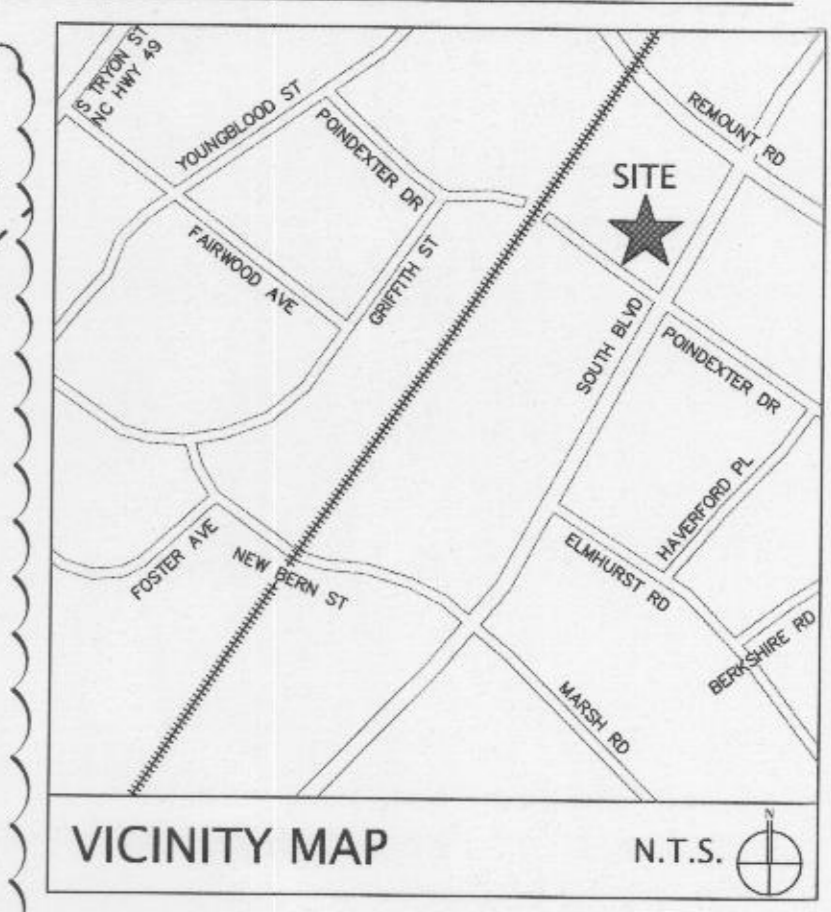 S TRYON ST
NC HWY 49
YOUNGBLOOD ST
POINDEXTER DR
REMOUNT RD
SITE
FAIRWOOD AVE
GRIFFITH ST
SOUTH BLVD
POINDEXTER DR
HAVERFORD PL
ELMHURST RD
FOSTER AVE
NEW BERN ST
BERKSHIRE RD
MARSH RD
VICINITY MAP
N.T.S.
N